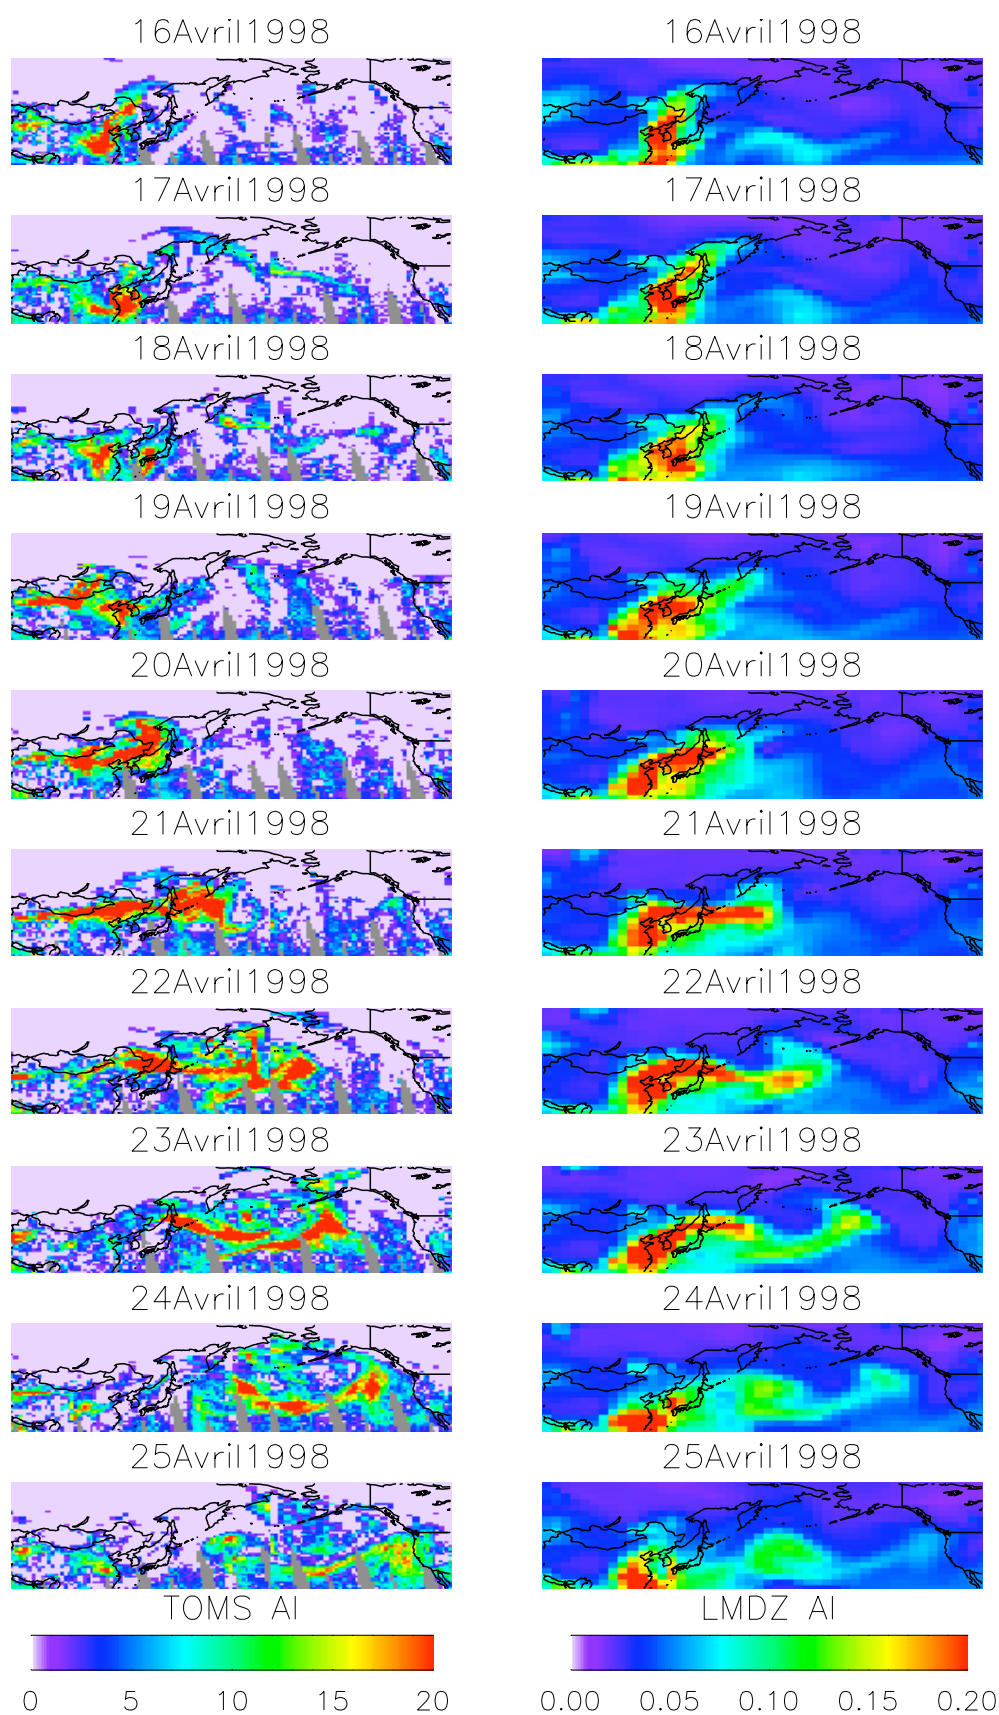 16Avril1998 16Avril1998
17Avril1998 17Avril1998
18Avril1998 18Avril1998
19Avril1998 19Avril1998
20Avril1998 20Avril1998
21Avril1998 21Avril1998
22Avril1998 22Avril1998
23Avril1998 23Avril1998
24Avril1998 24Avril1998
25Avril1998 25Avril1998
TOMS AI LMDZ AI
0 5 10 15 20 0.00 0.05 0.10 0.15 0.20